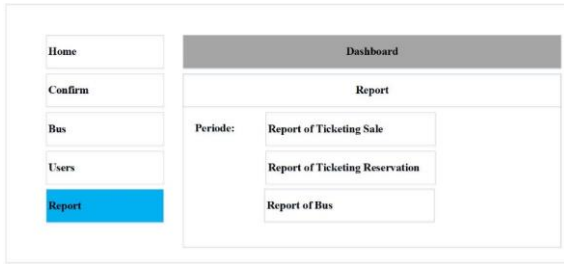 Home
Confirm
Bus
Users
Report
Dashboard
Report
Periode:
Report of Ticketing Sale
Report of Ticketing Reservation
Report of Bus